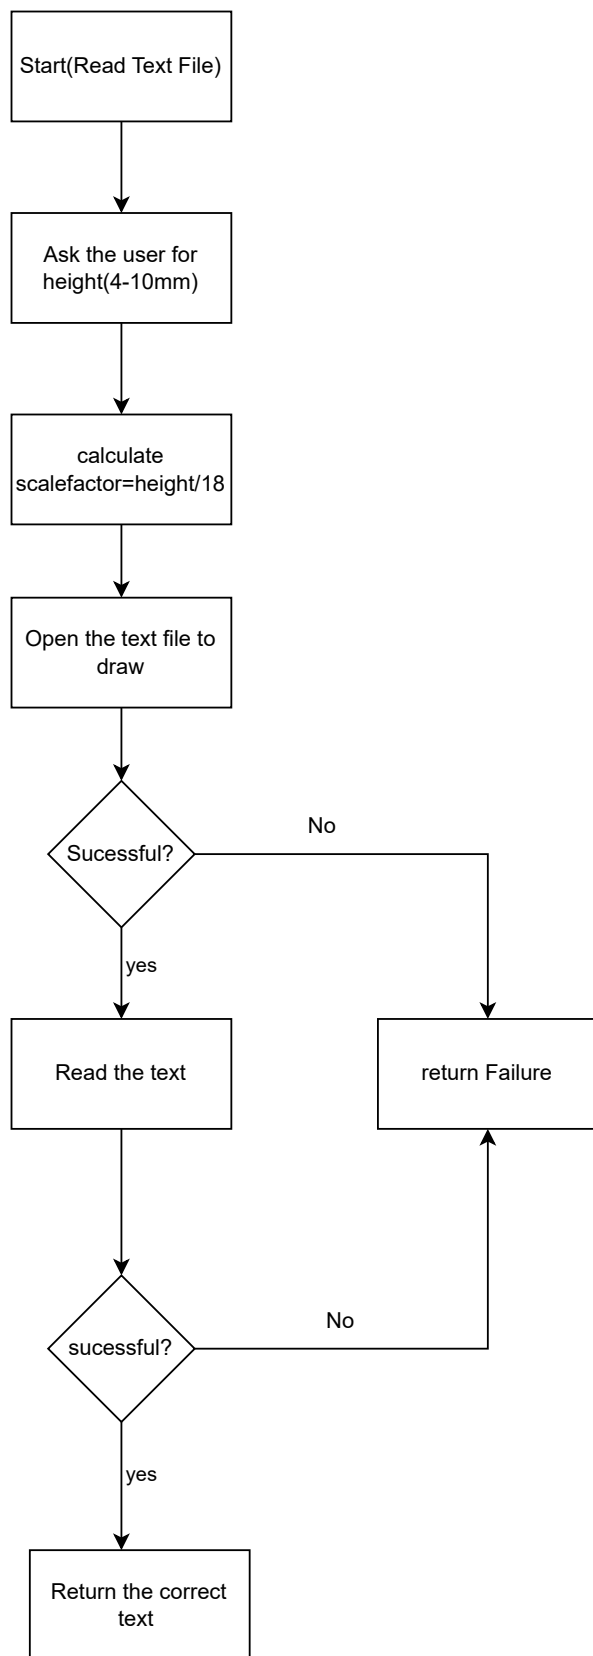 Start(Read Text File)
Ask the user for
height(4-10mm)
calculate
scalefactor=height/18
Open the text file to
draw
Sucessful?
No
yes
Read the text
return Failure
sucessful?
No
yes
Return the correct
text